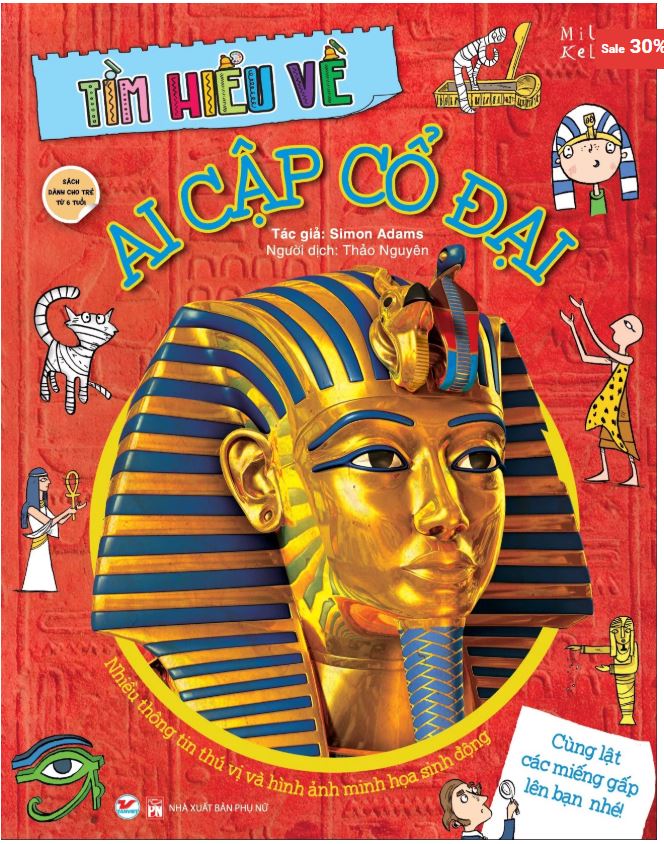 TÌM HIỂU VỀ
Sale 30%
SÁCH
DÀNH CHO TRẺ
TỪ 6 TUỔI
AI CẬP CỔ ĐẠI
Tác giả: Simon Adams
Người dịch: Thảo Nguyên
Nhiều thông tin thú vị và hình ảnh minh họa sinh động
Cùng lật
các miếng gấp
lên bạn nhé!
TANVIET
PN
NHÀ XUẤT BẢN PHỤ NỮ